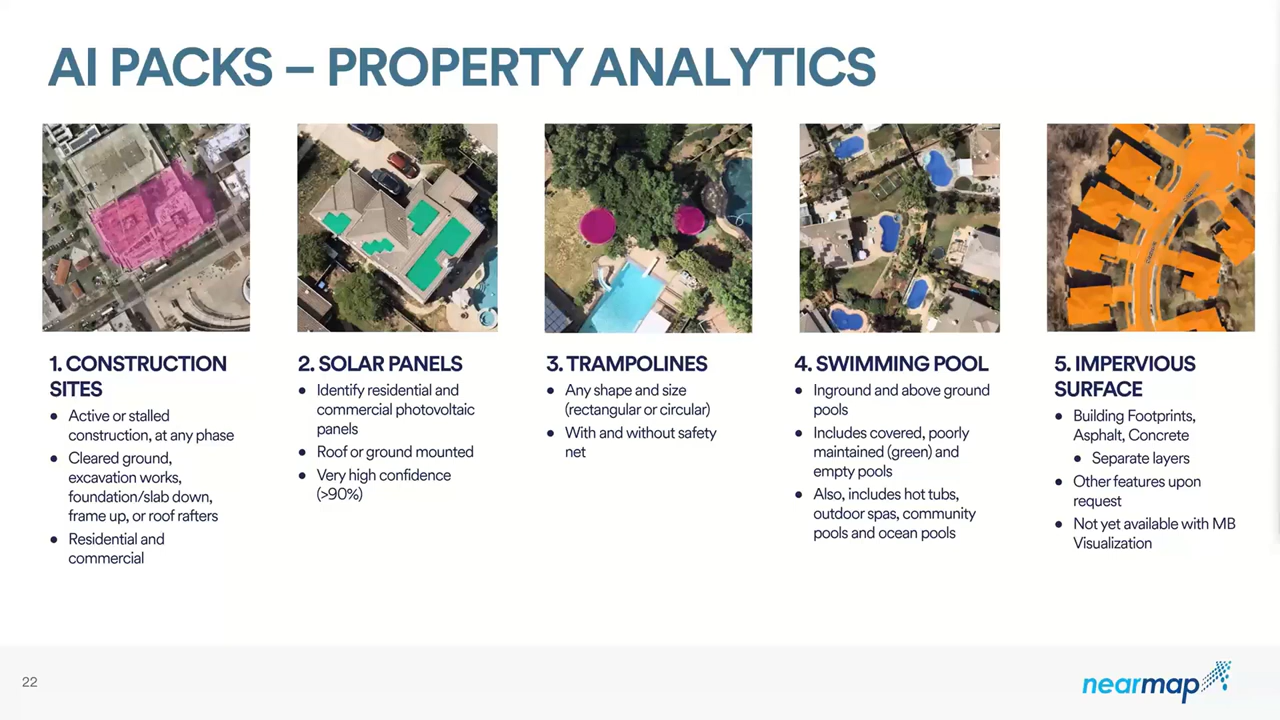 AI PACKS – PROPERTY ANALYTICS
1. CONSTRUCTION
SITES
● Active or stalled
construction, at any phase
● Cleared ground,
excavation works,
foundation/slab down,
frame up, or roof rafters
● Residential and
commercial
2. SOLAR PANELS
● Identify residential and
commercial photovoltaic
panels
● Roof or ground mounted
● Very high confidence
(>90%)
3. TRAMPOLINES
● Any shape and size
(rectangular or circular)
● With and without safety
net
4. SWIMMING POOL
● Inground and above ground
pools
● Includes covered, poorly
maintained (green) and
empty pools
● Also, includes hot tubs,
outdoor spas, community
pools and ocean pools
5. IMPERVIOUS
SURFACE
● Building Footprints,
Asphalt, Concrete
● Separate layers
● Other features upon
request
● Not yet available with MB
Visualization
22
nearmap